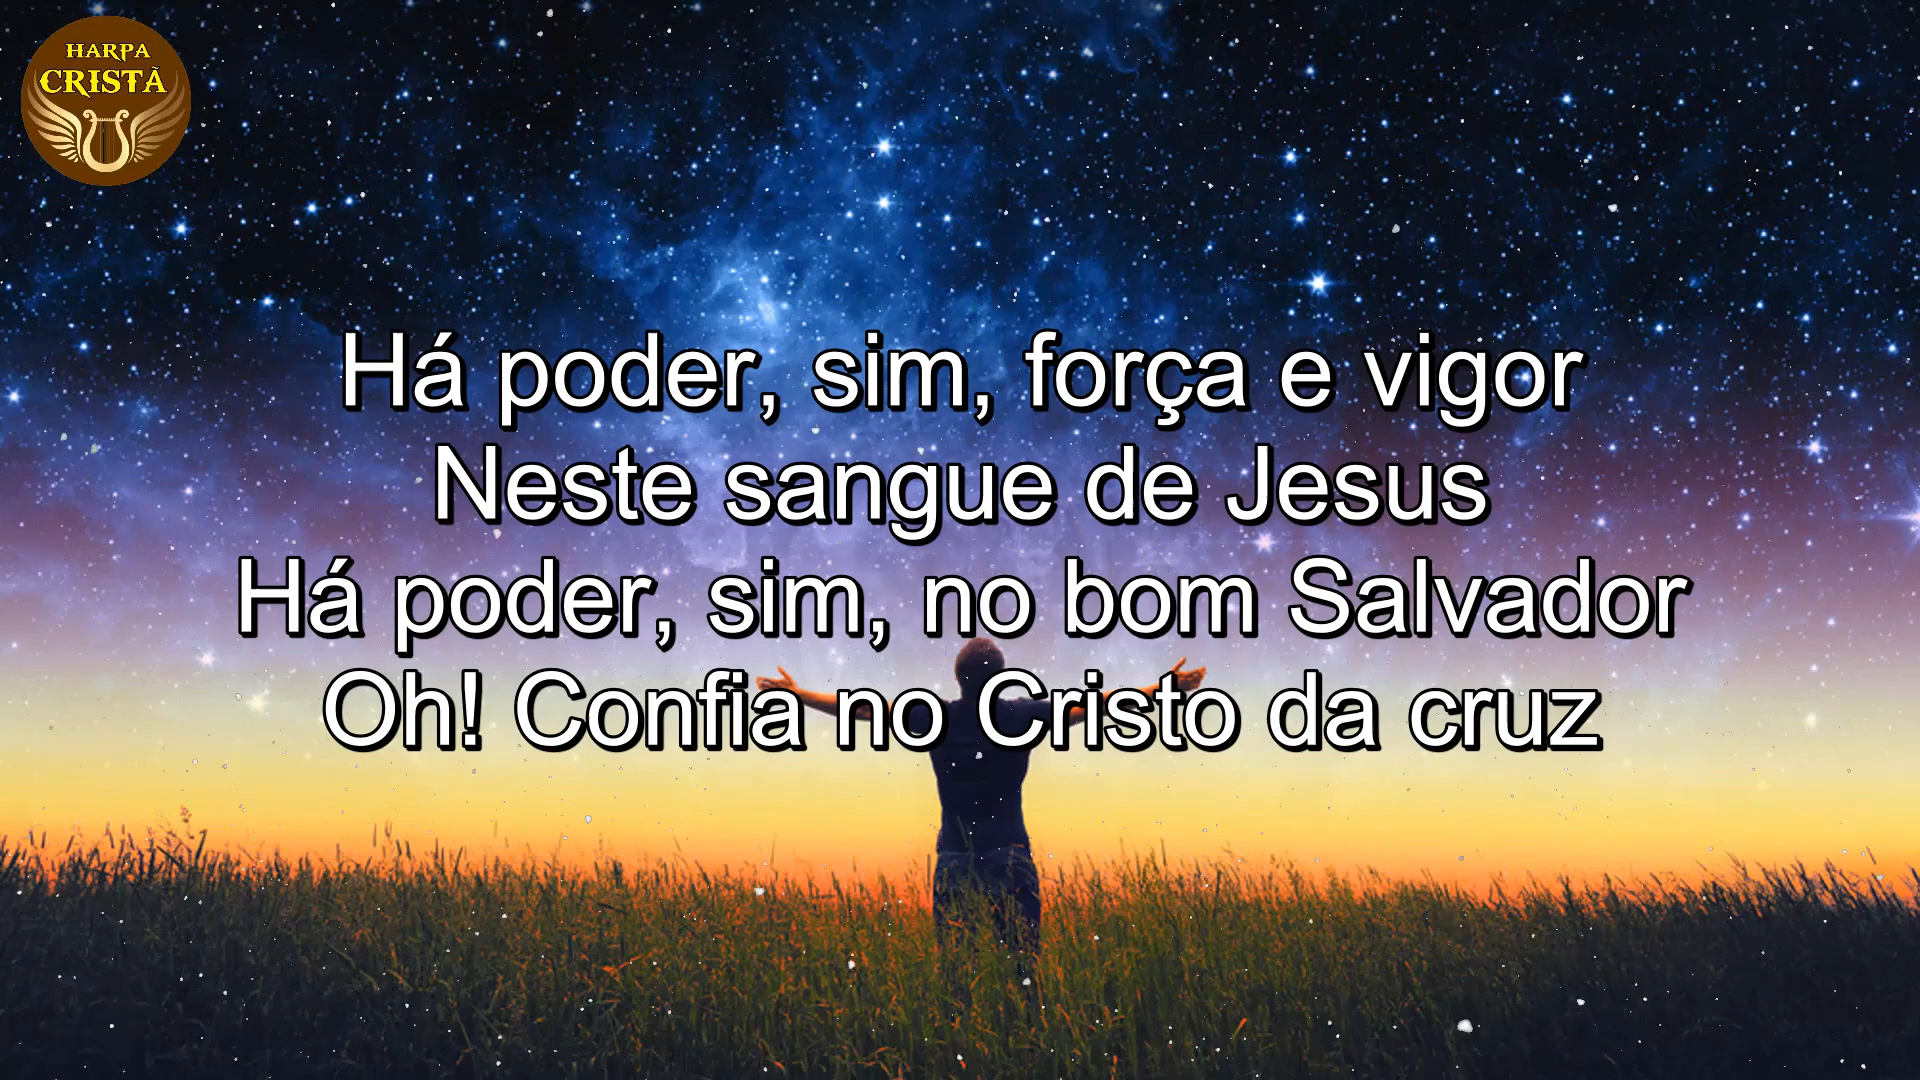 HARPA
CRISTÃ
Há poder, sim, força e vigor
Neste sangue de Jesus
Há poder, sim, no bom Salvador
Oh! Confia no Cristo da cruz